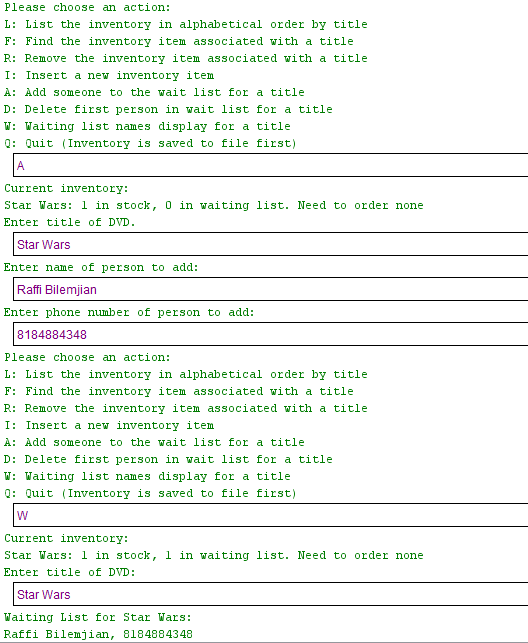 Please choose an action:
L: List the inventory in alphabetical order by title
F: Find the inventory item associated with a title
R: Remove the inventory item associated with a title
I: Insert a new inventory item
A: Add someone to the wait list for a title
D: Delete first person in wait list for a title
W: Waiting list names display for a title
Q: Quit (Inventory is saved to file first)
A
Current inventory:
Star Wars: 1 in stock, 0 in waiting list. Need to order none
Enter title of DVD.
Star Wars
Enter name of person to add:
Raffi Bilemjian
Enter phone number of person to add:
8184884348
Please choose an action:
L: List the inventory in alphabetical order by title
F: Find the inventory item associated with a title
R: Remove the inventory item associated with a title
I: Insert a new inventory item
A: Add someone to the wait list for a title
D: Delete first person in wait list for a title
W: Waiting list names display for a title
Q: Quit (Inventory is saved to file first)
W
Current inventory:
Star Wars: 1 in stock, 1 in waiting list. Need to order none
Enter title of DVD:
Star Wars
Waiting List for Star Wars:
Raffi Bilemjian, 8184884348